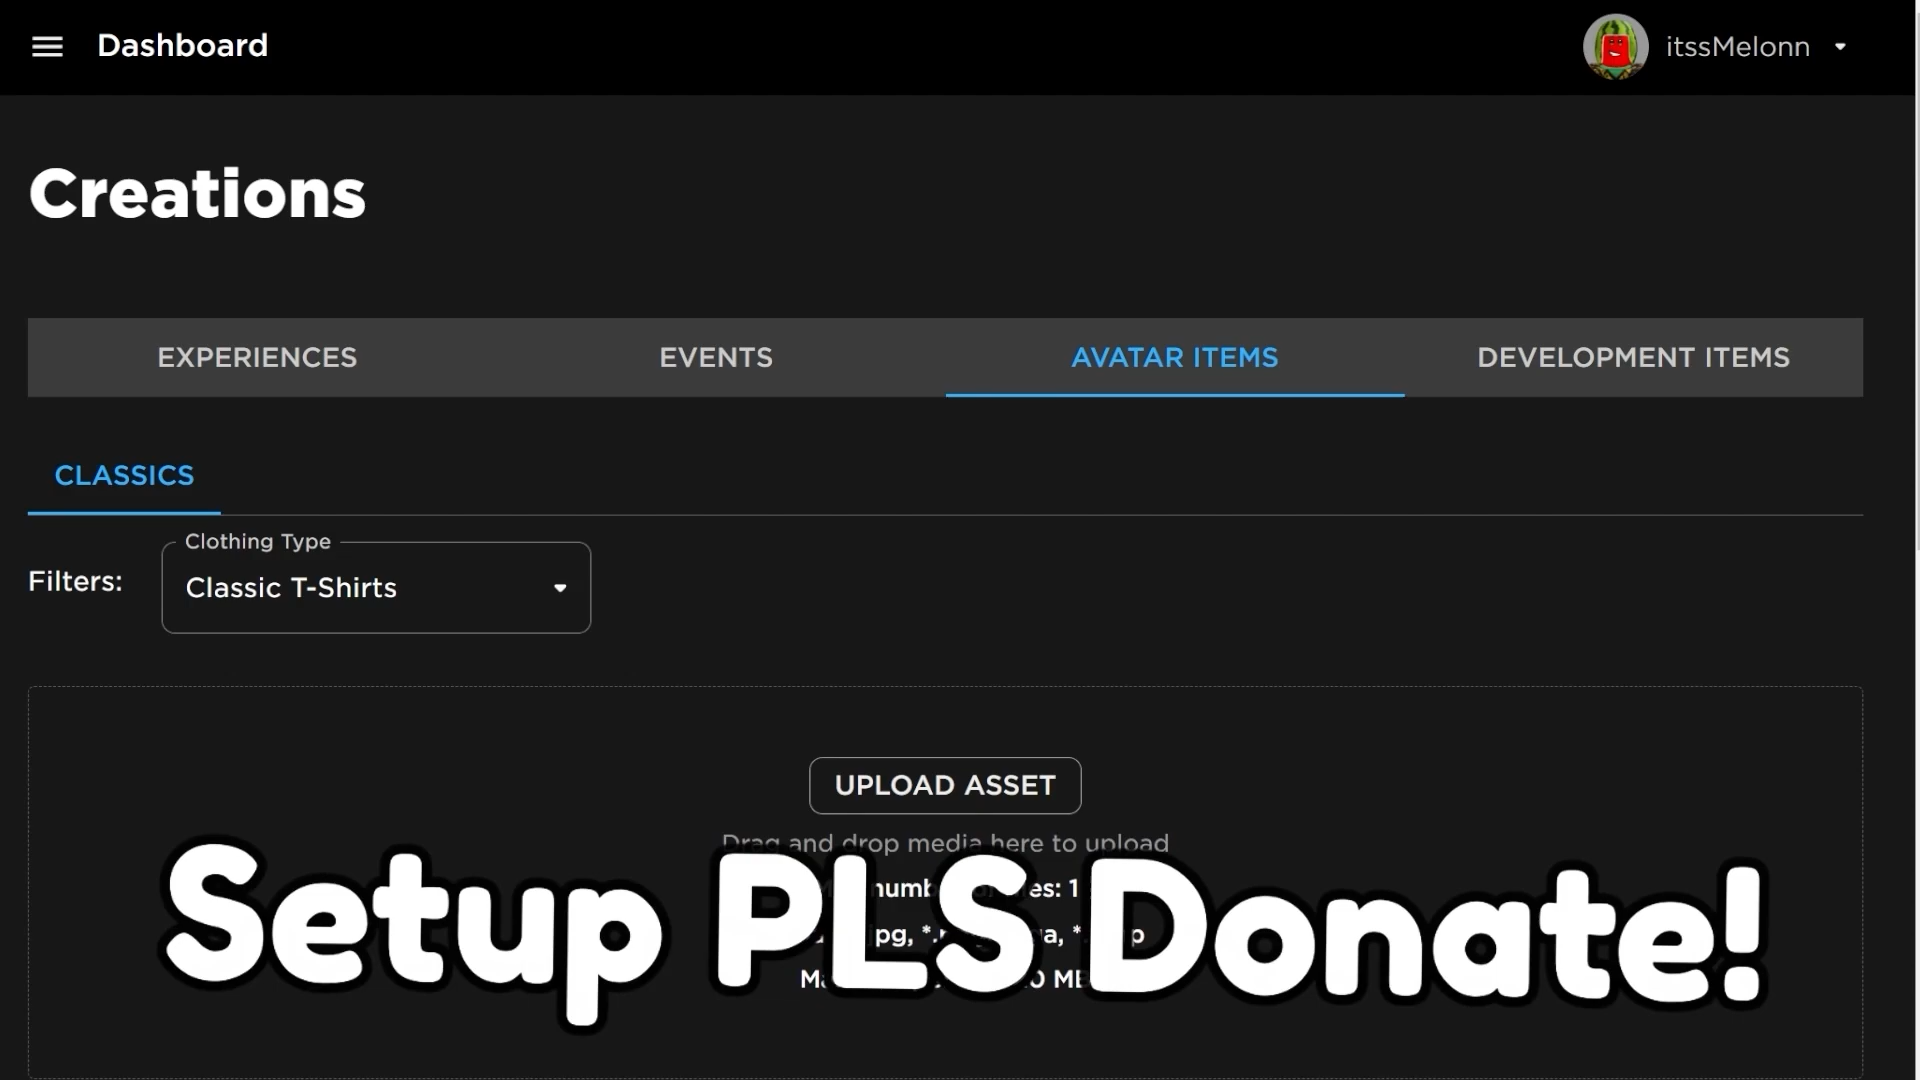 Dashboard
itssMelonn
Creations
EXPERIENCES
EVENTS
AVATAR ITEMS
DEVELOPMENT ITEMS
CLASSICS
Clothing Type
Filters:
Classic T-Shirts
UPLOAD ASSET
Drag and drop media here to upload
1
Setup PLS Donate!